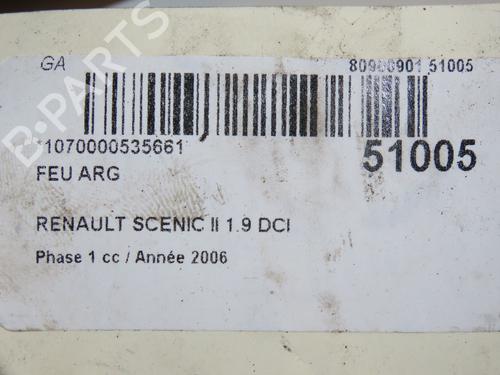 GA 80900901 51005
*1070000535661 51005
FEU ARG
RENAULT SCENIC II 1.9 DCI
Phase 1 cc / Année 2006
B-PARTS